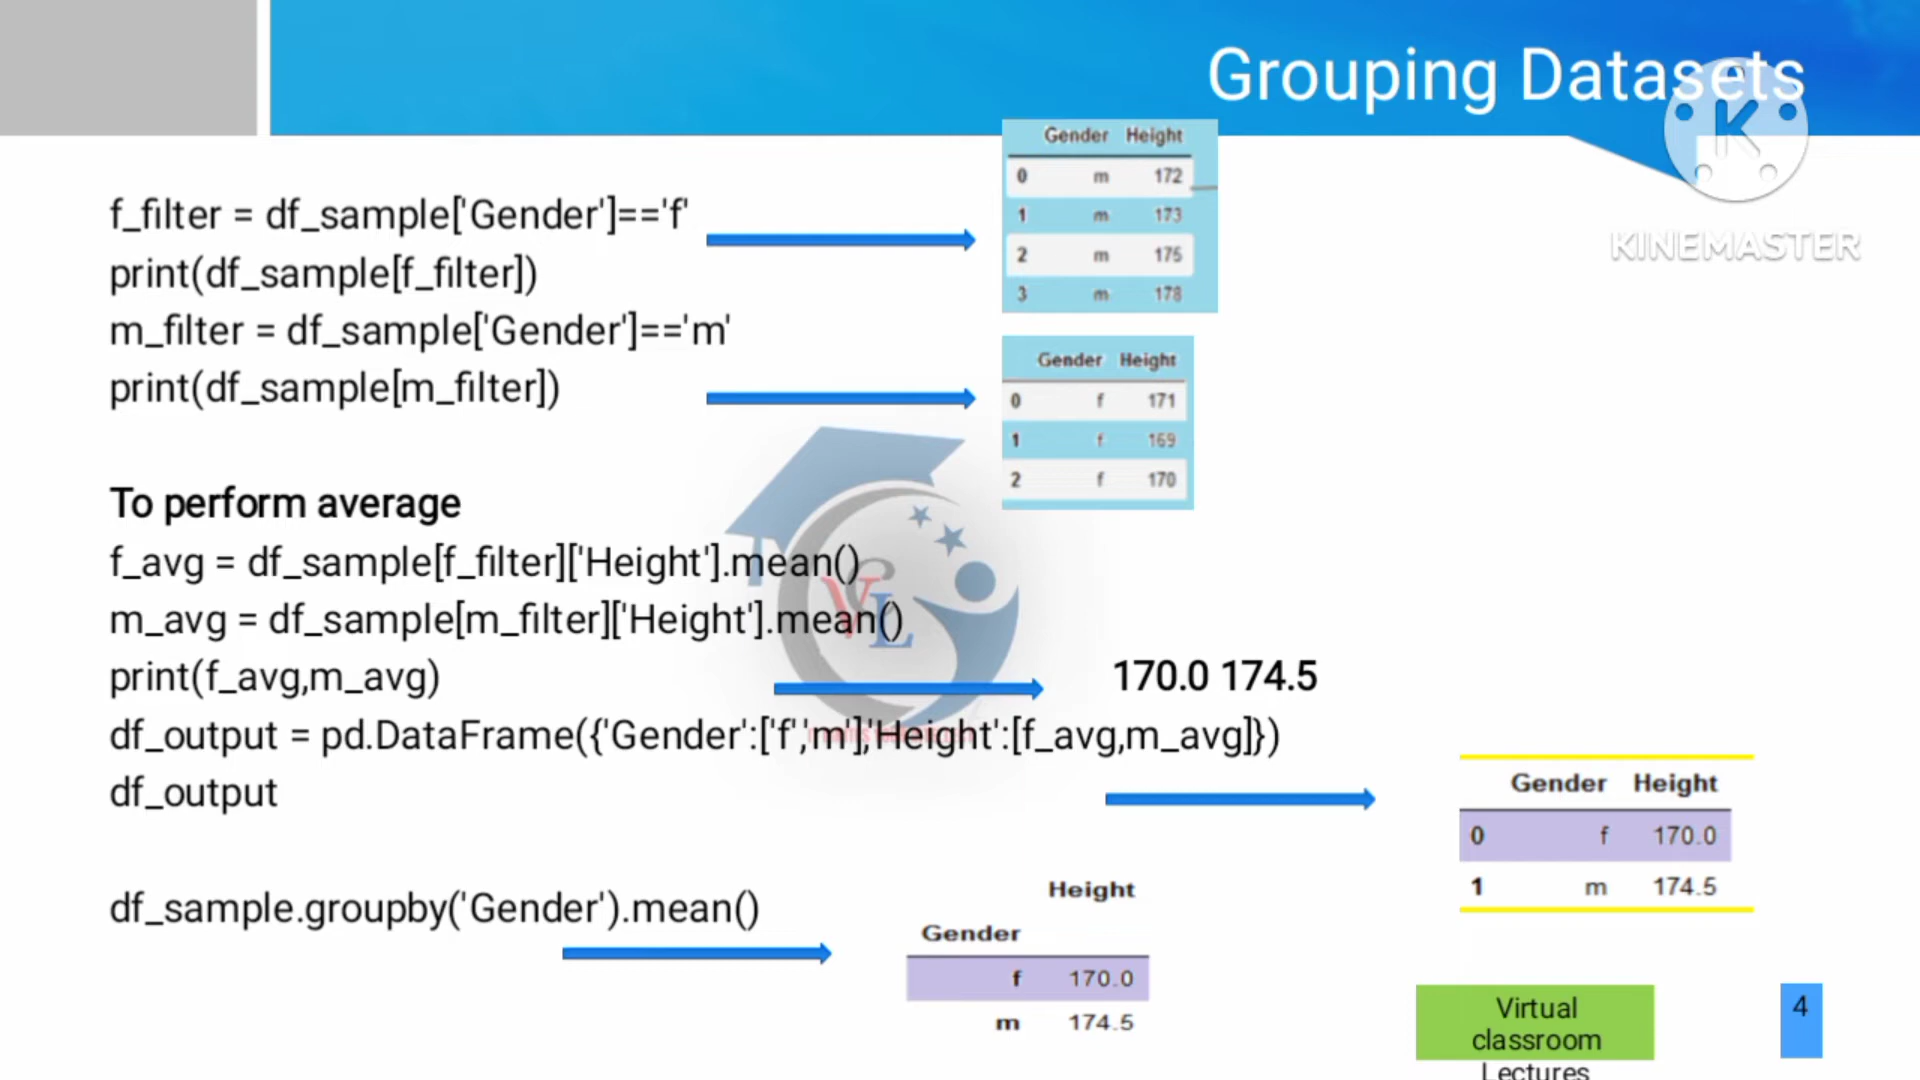 Grouping Datasets
KINEMASTER
f_filter = df_sample['Gender']=='f'
print(df_sample[f_filter])
m_filter = df_sample['Gender']=='m'
print(df_sample[m_filter])
Gender Height
0 m 172
1 m 173
2 m 175
3 m 178
Gender Height
0 f 171
1 f 169
2 f 170
To perform average
f_avg = df_sample[f_filter]['Height'].mean()
m_avg = df_sample[m_filter]['Height'].mean()
print(f_avg,m_avg)
170.0 174.5
df_output = pd.DataFrame({'Gender':['f','m'],'Height':[f_avg,m_avg]})
df_output
Gender Height
0 f 170.0
1 m 174.5
df_sample.groupby('Gender').mean()
Height
Gender
f 170.0
m 174.5
VCL
Virtual
classroom
Lectures
4